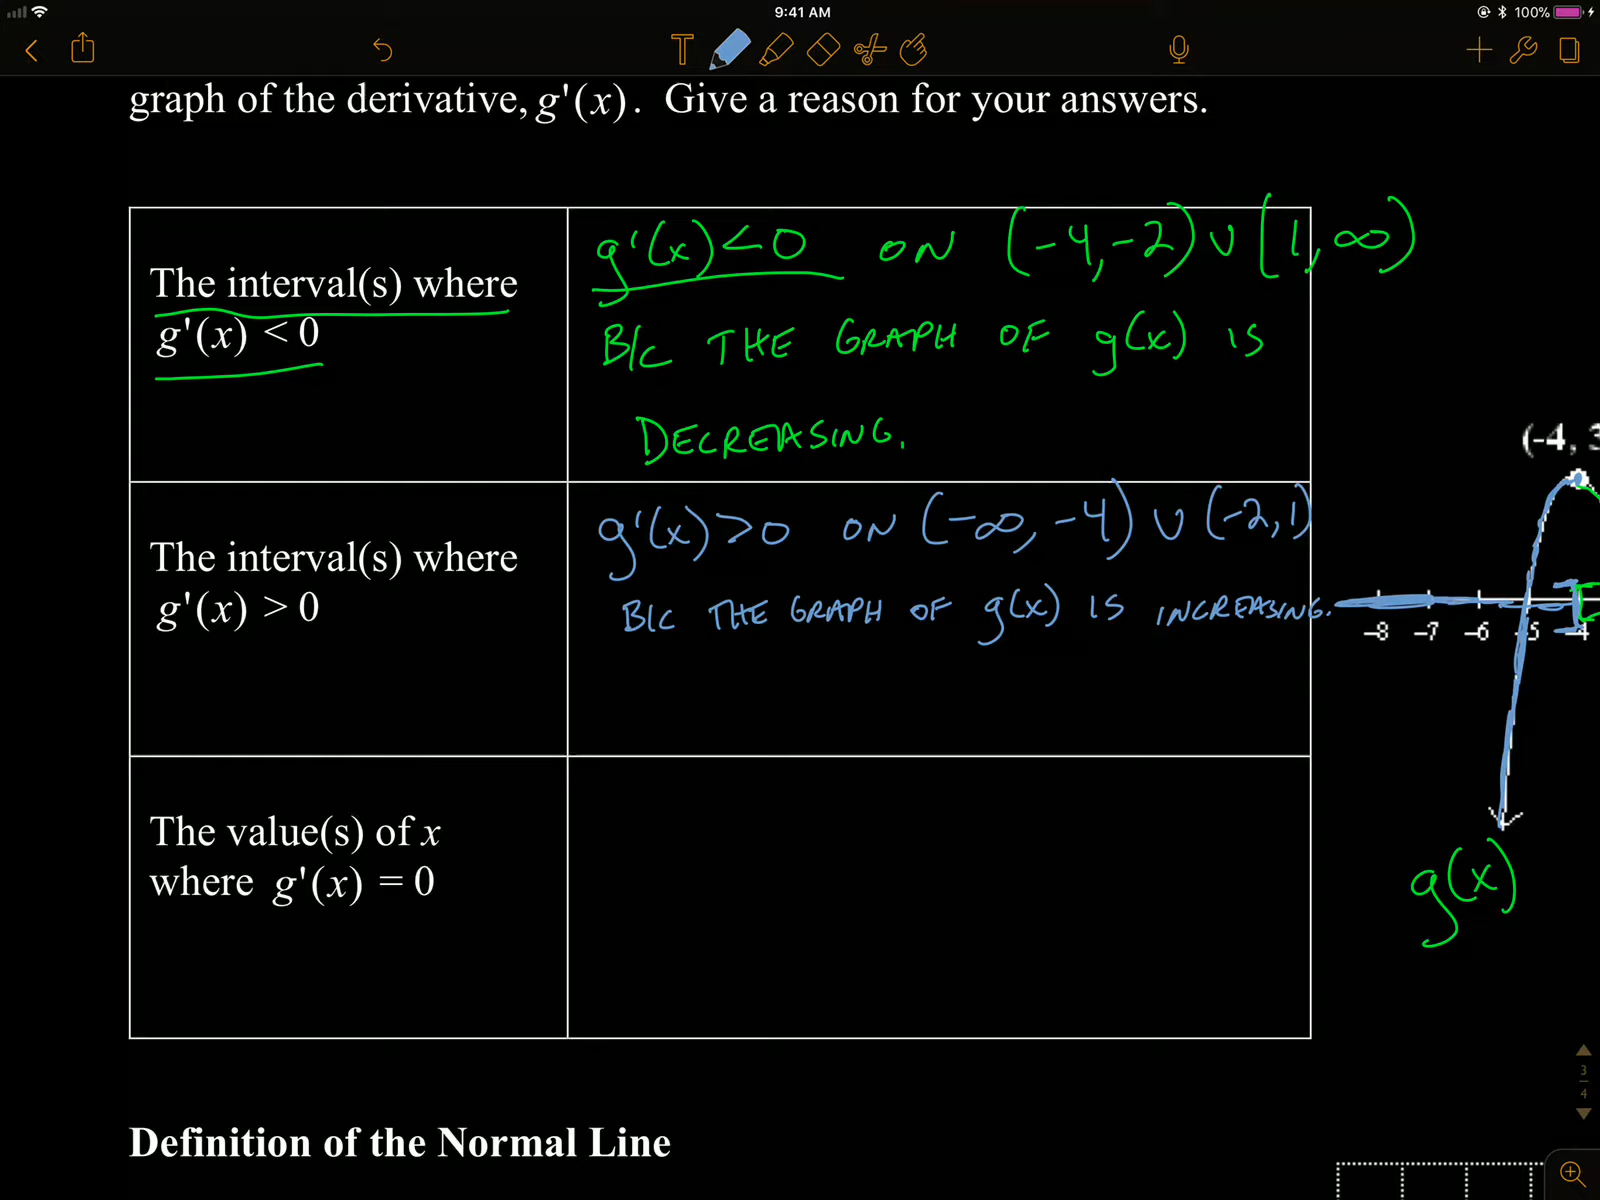 9:41 AM
100%
graph of the derivative, g'(x). Give a reason for your answers.
The interval(s) where
g'(x) < 0
g'(x) < 0 ON (-4,-2) ∪ (1,∞)
B/C THE GRAPH OF g(x) IS
DECREASING.
The interval(s) where
g'(x) > 0
g'(x) > 0 ON (-∞,-4) ∪ (-2,1)
B/C THE GRAPH OF g(x) IS INCREASING.
The value(s) of x
where g'(x) = 0
(-4, 3
-8 -7 -6 -5 -4
g(x)
Definition of the Normal Line
3
4